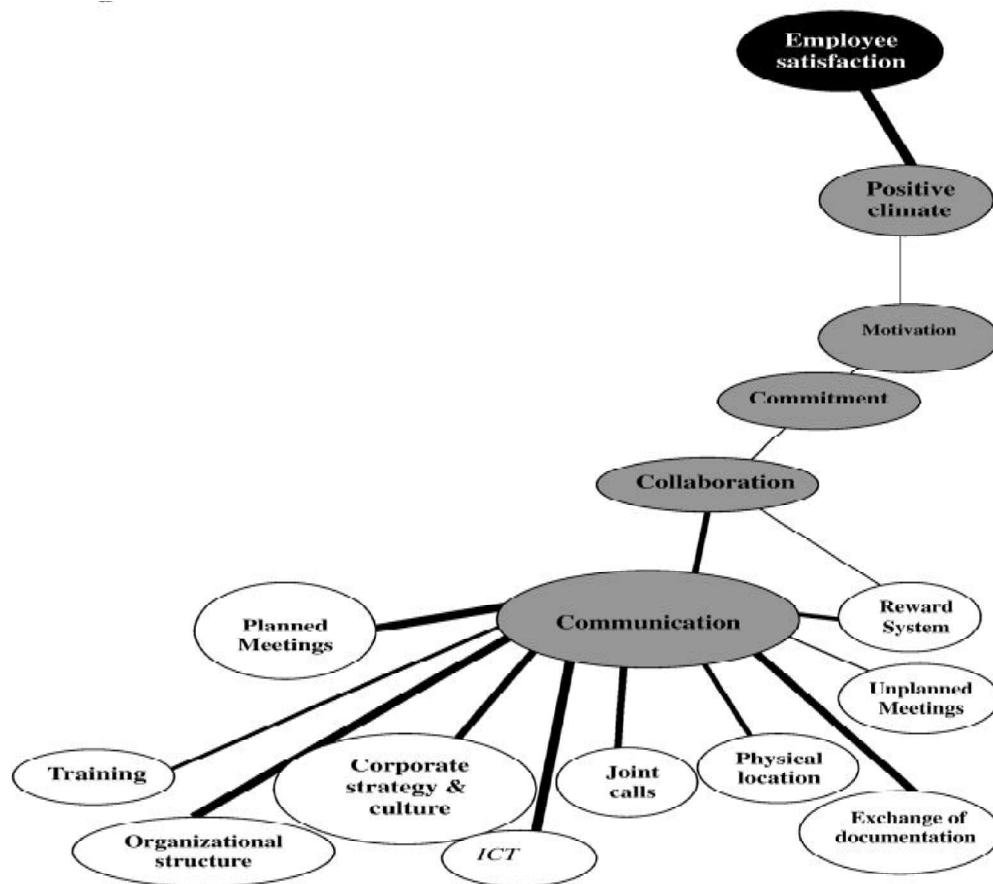 Employee
satisfaction
Positive
climate
Motivation
Commitment
Collaboration
Communication
Planned
Meetings
Reward
System
Unplanned
Meetings
Training
Organizational
structure
Corporate
strategy &
culture
ICT
Joint
calls
Physical
location
Exchange of
documentation